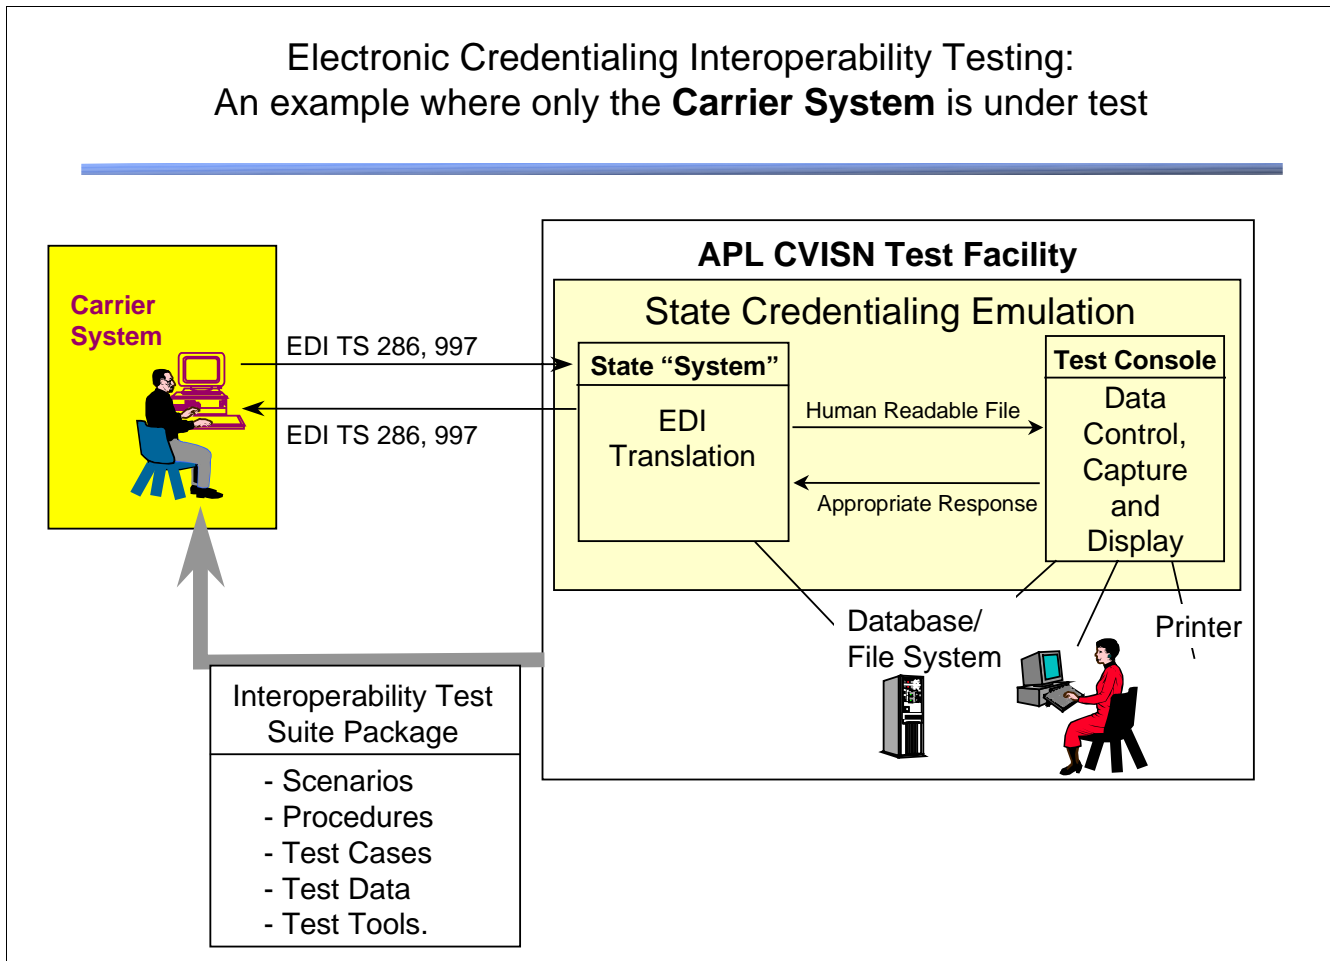 Electronic Credentialing Interoperability Testing:
An example where only the Carrier System is under test
APL CVISN Test Facility
State Credentialing Emulation
Carrier
System
EDI TS 286, 997
EDI TS 286, 997
State “System”
EDI
Translation
Human Readable File
Appropriate Response
Test Console
Data
Control,
Capture
and
Display
Database/
File System
Printer
Interoperability Test
Suite Package
- Scenarios
- Procedures
- Test Cases
- Test Data
- Test Tools.